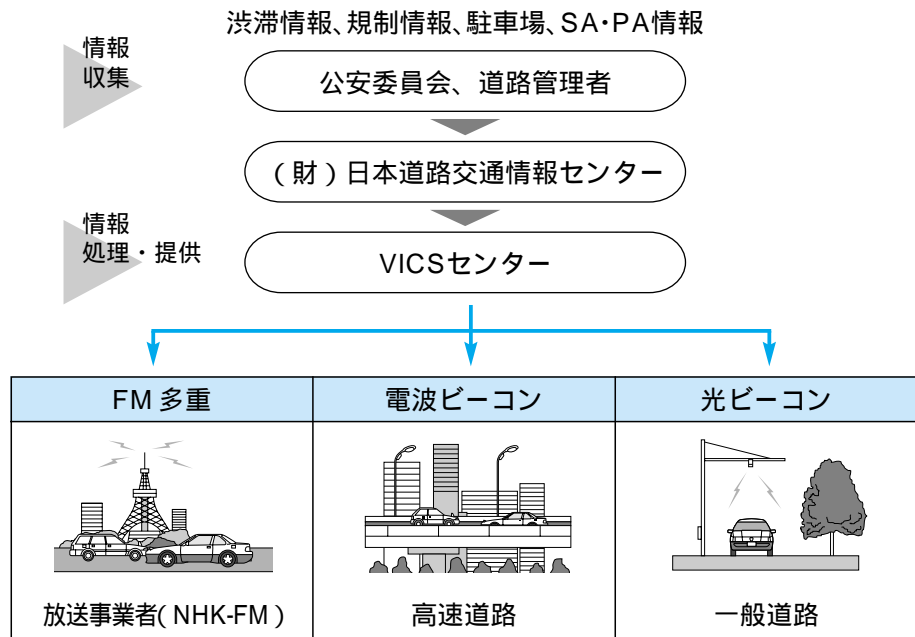 渋滞情報、規制情報、駐車場、SA・PA情報
情報
収集
公安委員会、道路管理者
(財)日本道路交通情報センター
情報
処理・提供
VICSセンター
FM 多重
電波ビーコン
光ビーコン
放送事業者(NHK-FM)
高速道路
一般道路